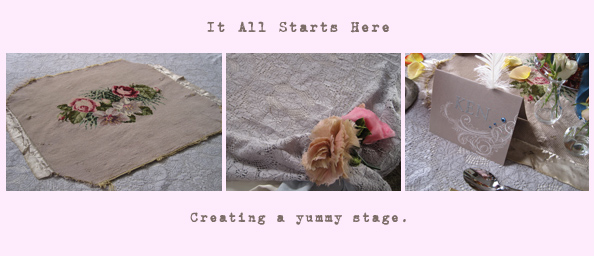 It All Starts Here
Creating a yummy stage.